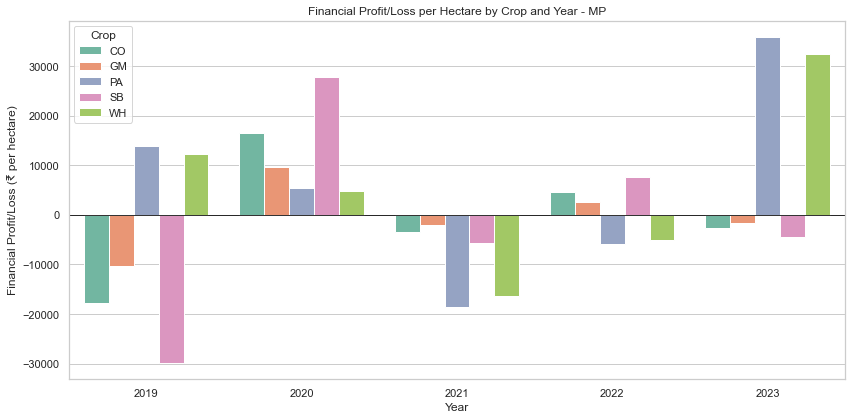 Financial Profit/Loss per Hectare by Crop and Year - MP
Crop
CO
GM
PA
SB
WH
Financial Profit/Loss (₹ per hectare)
30000
20000
10000
0
−10000
−20000
−30000
2019 2020 2021 2022 2023
Year